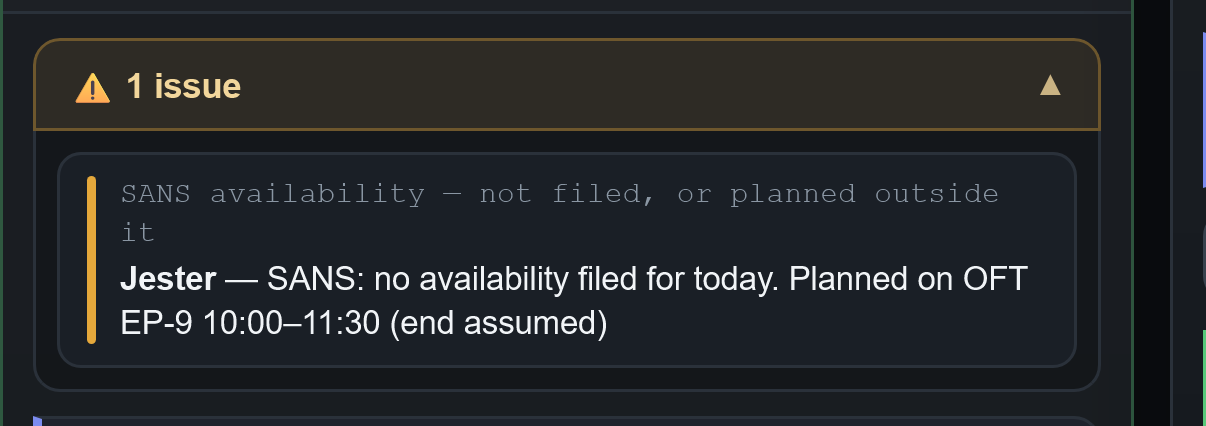 ⚠️ 1 issue ▲
SANS availability — not filed, or planned outside
it
Jester — SANS: no availability filed for today. Planned on OFT
EP-9 10:00–11:30 (end assumed)